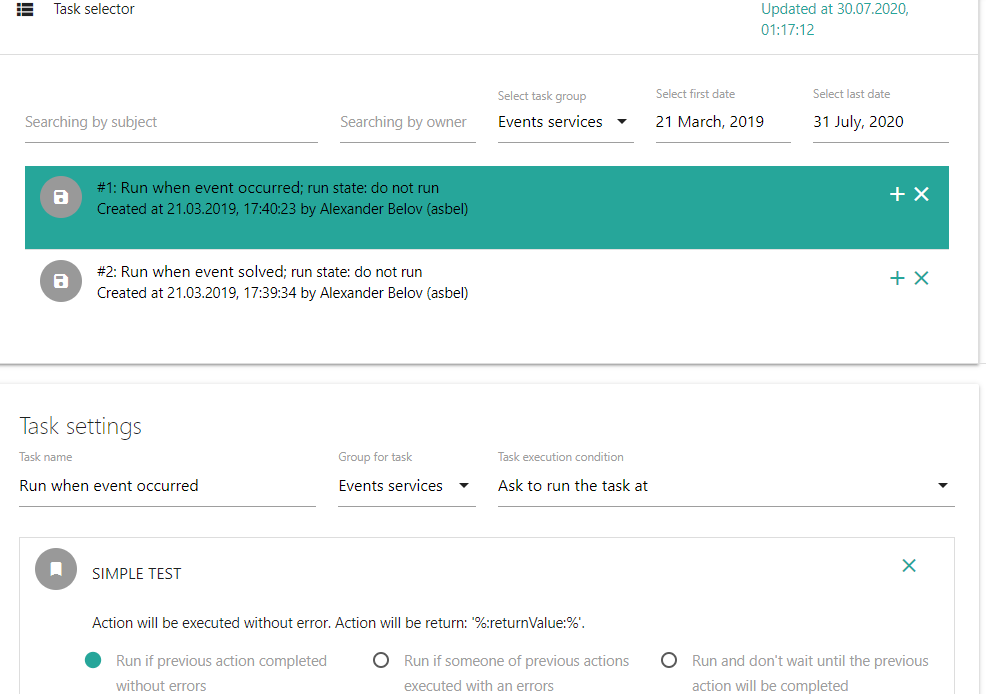 Task selector
Updated at 30.07.2020,
01:17:12
Searching by subject
Searching by owner
Select task group
Events services
Select first date
21 March, 2019
Select last date
31 July, 2020
#1: Run when event occurred; run state: do not run
Created at 21.03.2019, 17:40:23 by Alexander Belov (asbel)
#2: Run when event solved; run state: do not run
Created at 21.03.2019, 17:39:34 by Alexander Belov (asbel)
Task settings
Task name
Run when event occurred
Group for task
Events services
Task execution condition
Ask to run the task at
SIMPLE TEST
Action will be executed without error. Action will be return: '%:returnValue:%'.
Run if previous action completed
without errors
Run if someone of previous actions
executed with an errors
Run and don't wait until the previous
action will be completed